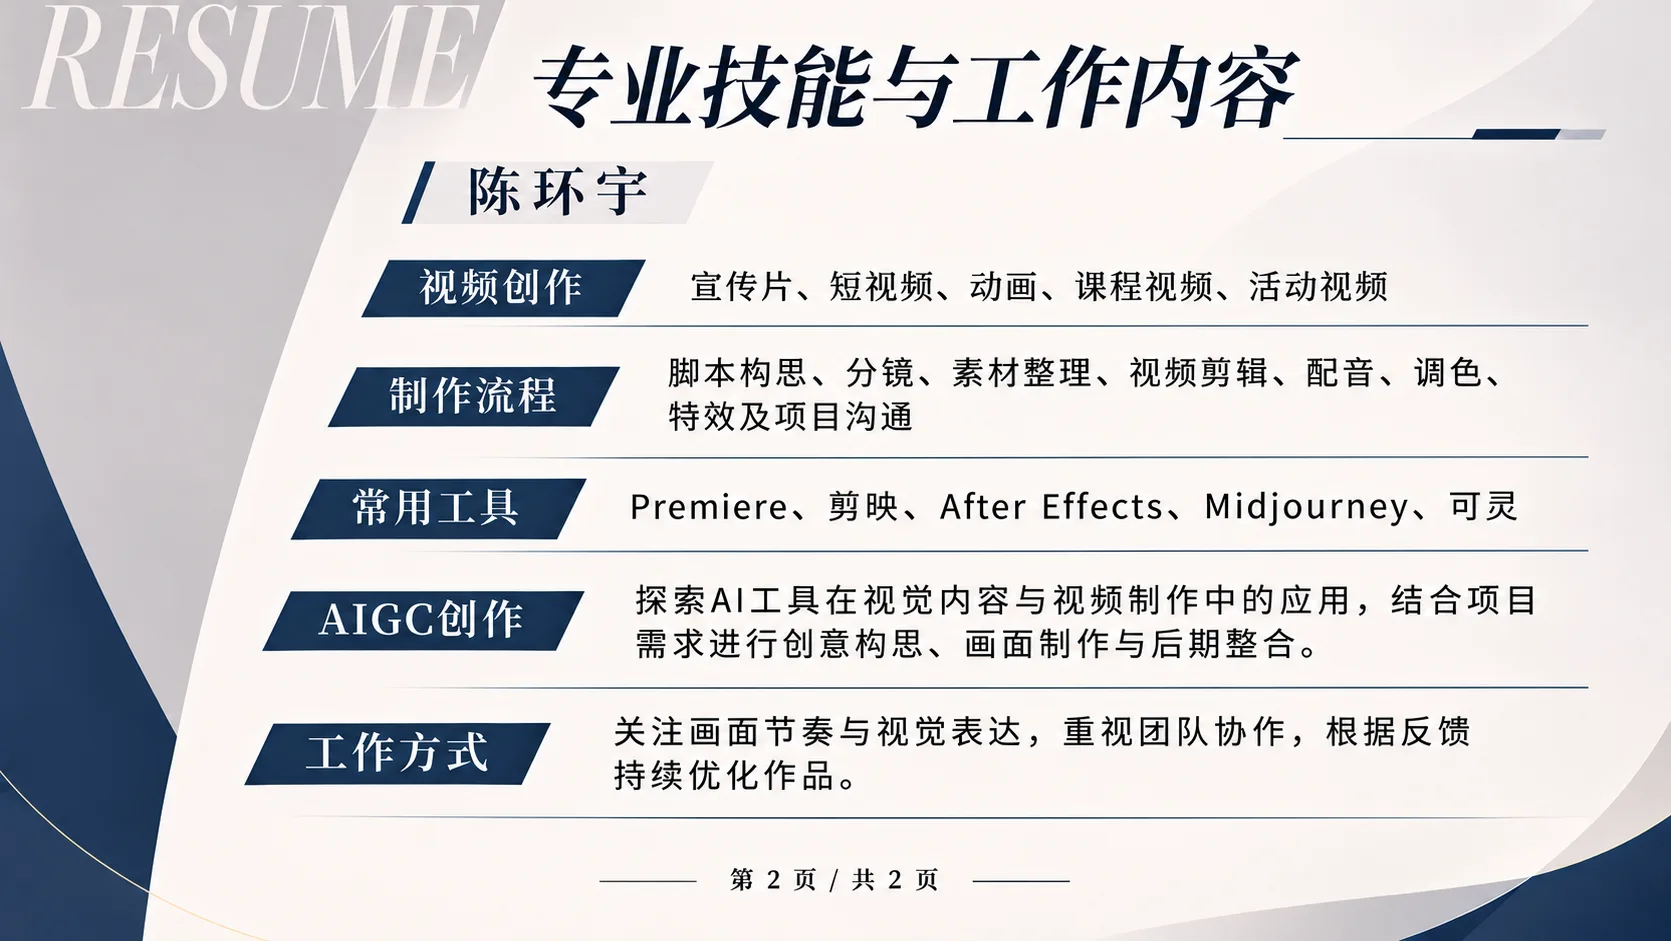 RESUME
专业技能与工作内容
陈环宇
视频创作
宣传片、短视频、动画、课程视频、活动视频
制作流程
脚本构思、分镜、素材整理、视频剪辑、配音、调色、
特效及项目沟通
常用工具
Premiere、剪映、After Effects、Midjourney、可灵
AIGC创作
探索AI工具在视觉内容与视频制作中的应用，结合项目
需求进行创意构思、画面制作与后期整合。
工作方式
关注画面节奏与视觉表达，重视团队协作，根据反馈
持续优化作品。
第 2 页 / 共 2 页